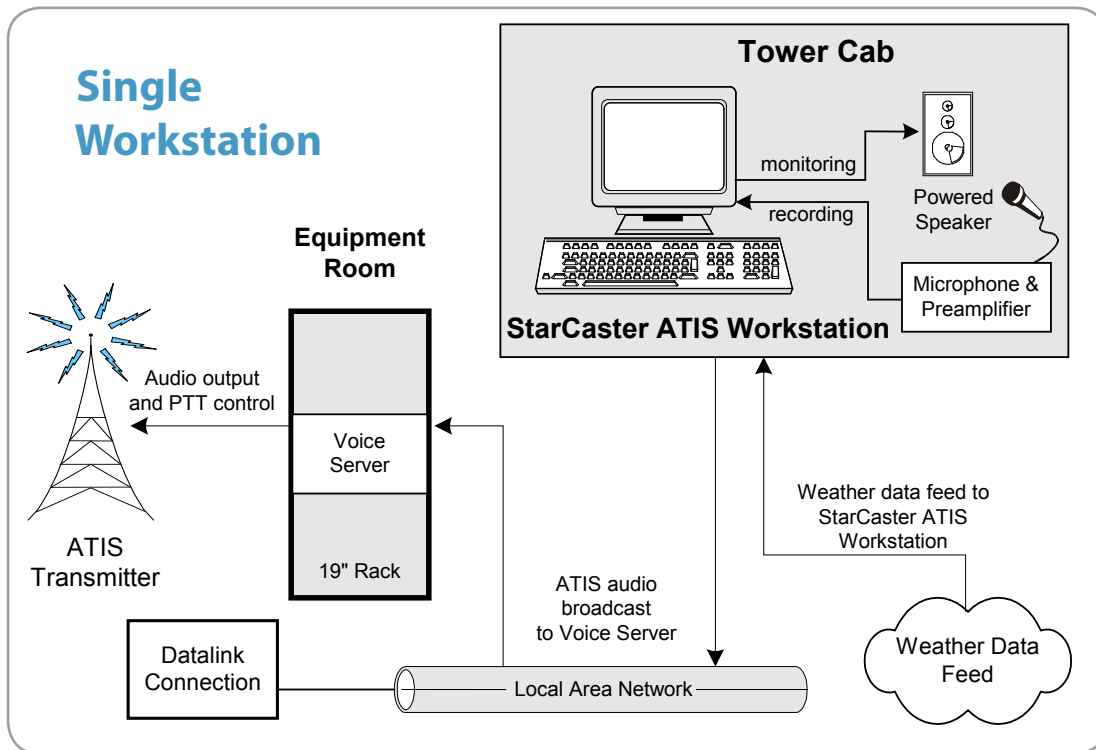 Single
Workstation
Tower Cab
monitoring
recording
Powered
Speaker
Microphone &
Preamplifier
StarCaster ATIS Workstation
Equipment
Room
Audio output
and PTT control
Voice
Server
19" Rack
ATIS
Transmitter
Weather data feed to
StarCaster ATIS
Workstation
ATIS audio
broadcast
to Voice Server
Datalink
Connection
Local Area Network
Weather Data
Feed